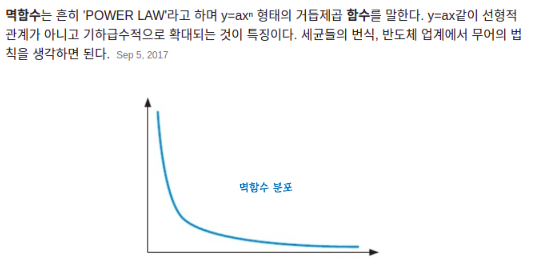 멱함수는 흔히 'POWER LAW'라고 하며 y=axⁿ 형태의 거듭제곱 함수를 말한다. y=ax같이 선형적
관계가 아니고 기하급수적으로 확대되는 것이 특징이다. 세균들의 번식, 반도체 업계에서 무어의 법
칙을 생각하면 된다. Sep 5, 2017
멱함수 분포